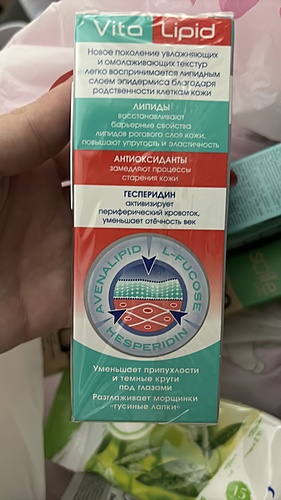 Vita Lipid
Новое поколение увлажняющих
и омолаживающих текстур
легко воспринимается липидным
слоем эпидермиса благодаря
родственности клеткам кожи
ЛИПИДЫ
восстанавливают
барьерные свойства
липидов рогового слоя кожи,
повышают упругость и эластичность
АНТИОКСИДАНТЫ
замедляют процессы
старения кожи
ГЕСПЕРИДИН
активизирует
периферический кровоток,
уменьшает отёчность век
AVENALIPID
L-FUCOSE
HESPERIDIN
Уменьшает припухлости
и темные круги
под глазами
Разглаживает морщинки
«гусиные лапки»
15